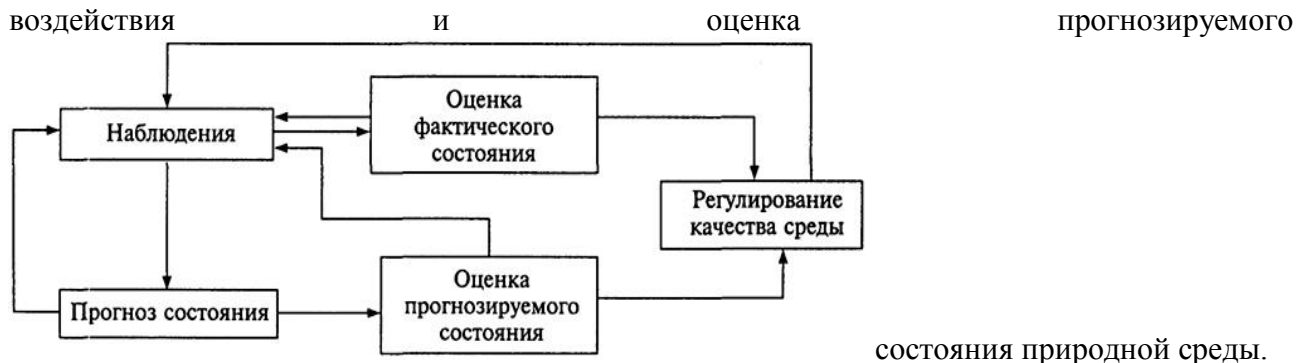 воздействия и оценка прогнозируемого
Оценка
фактического
состояния
Наблюдения
Регулирование
качества среды
Прогноз состояния
Оценка
прогнозируемого
состояния
состояния природной среды.